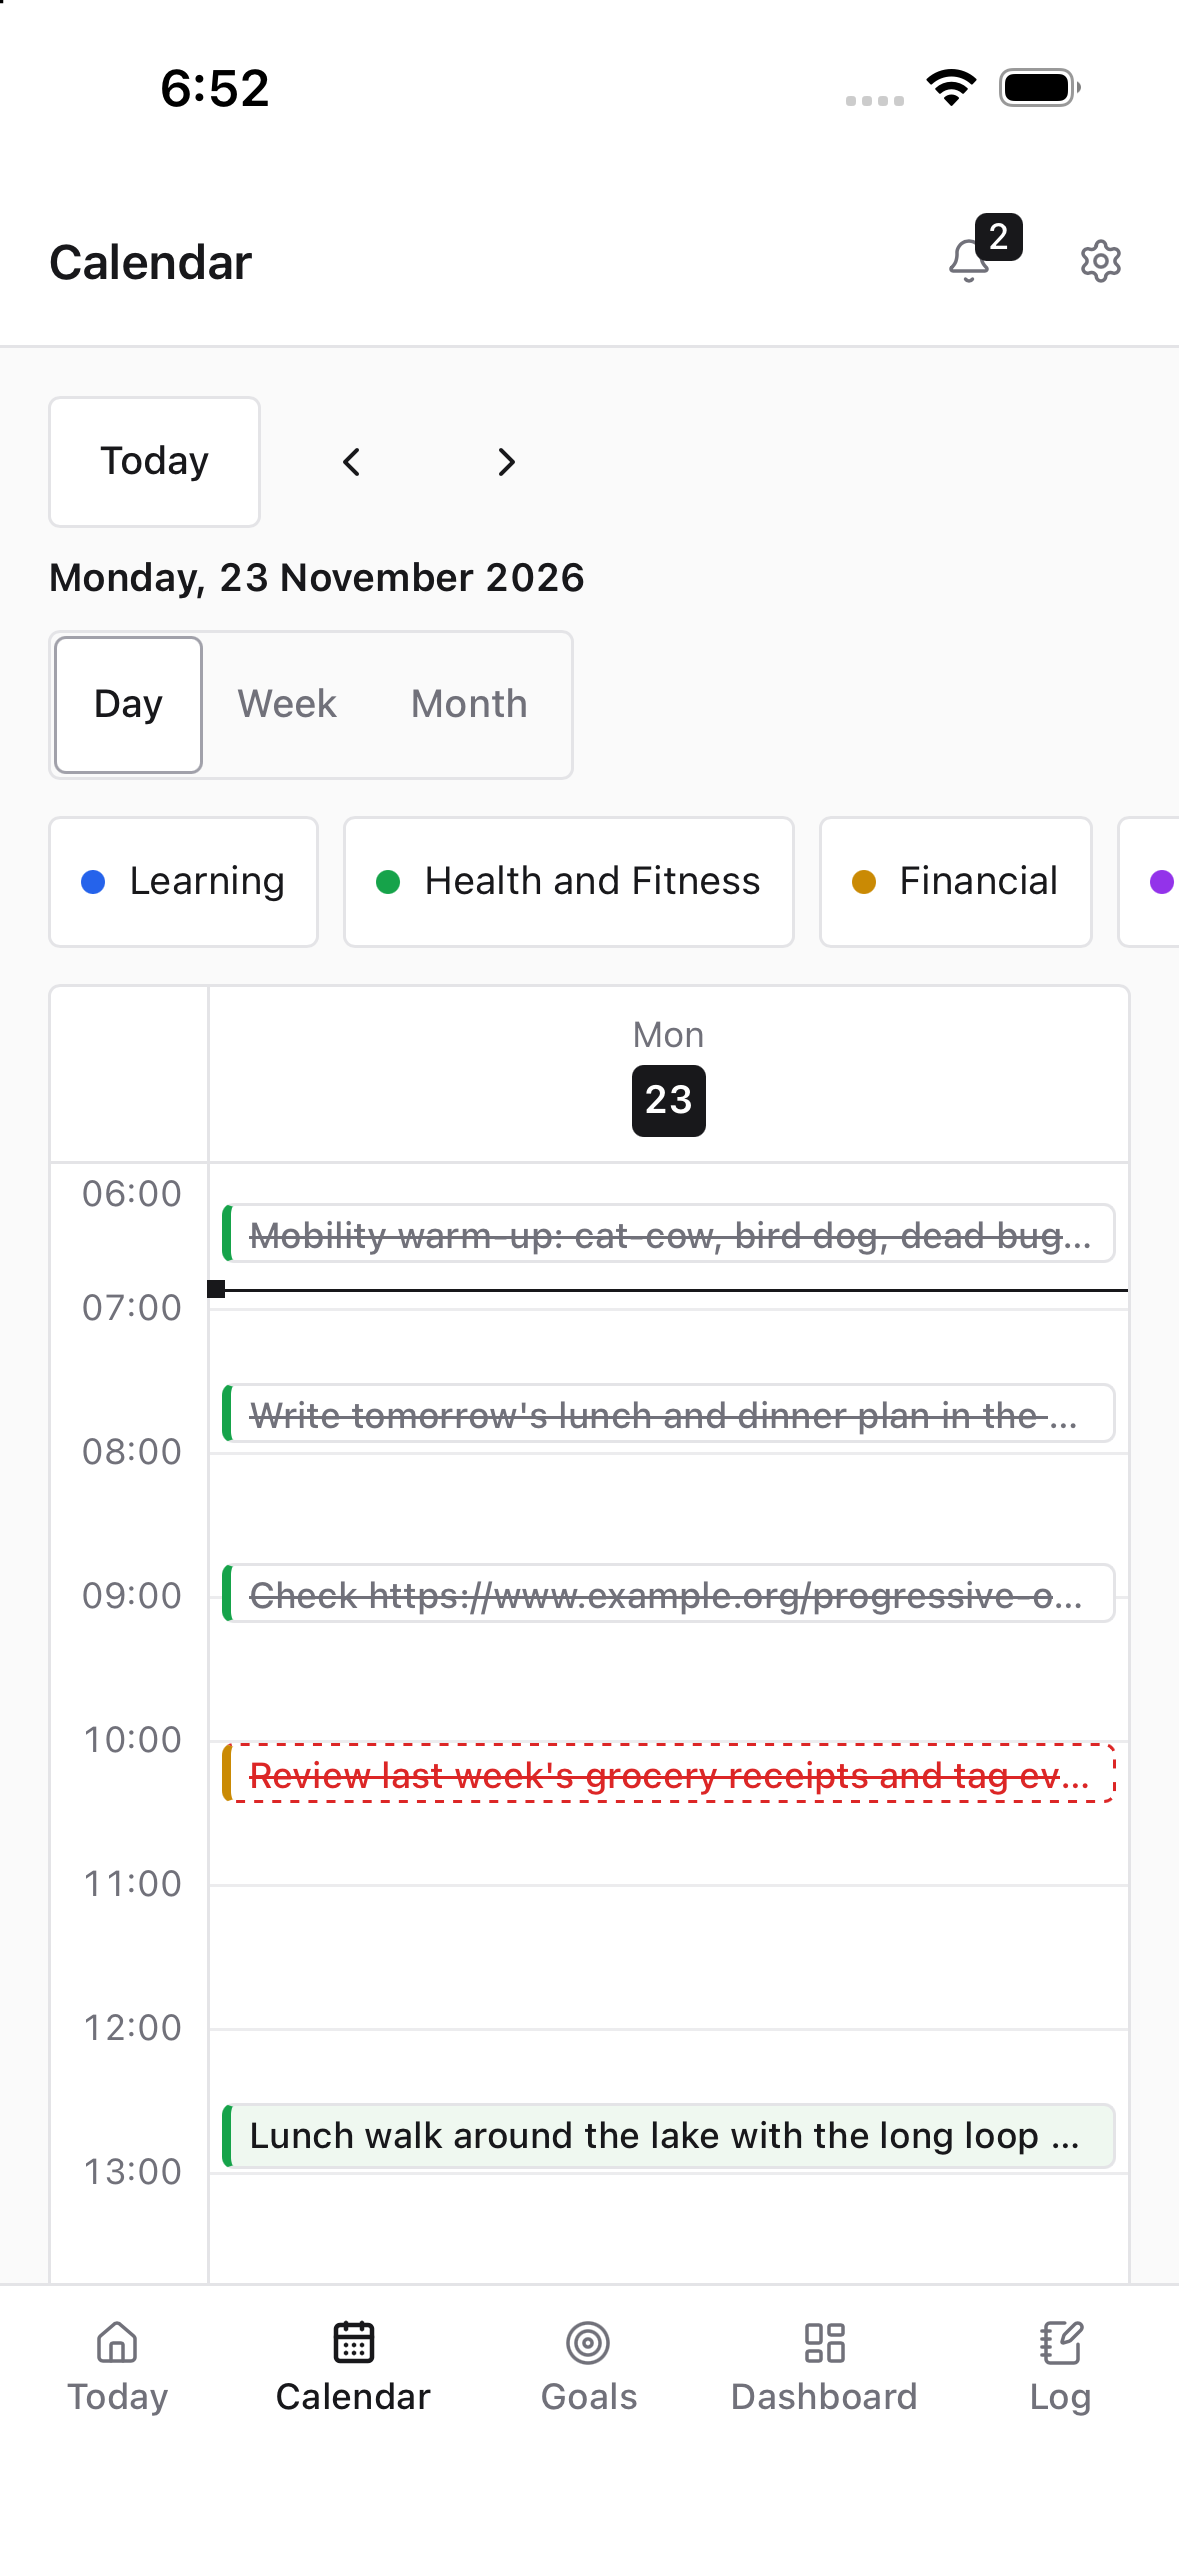 6:52
Calendar
2
Today
Monday, 23 November 2026
Day Week Month
Learning Health and Fitness Financial
Mon
23
06:00
Mobility warm-up: cat-cow, bird dog, dead bug...
07:00
Write tomorrow's lunch and dinner plan in the ...
08:00
09:00
Check https://www.example.org/progressive-o...
10:00
Review last week's grocery receipts and tag ev...
11:00
12:00
Lunch walk around the lake with the long loop ...
13:00
Today Calendar Goals Dashboard Log